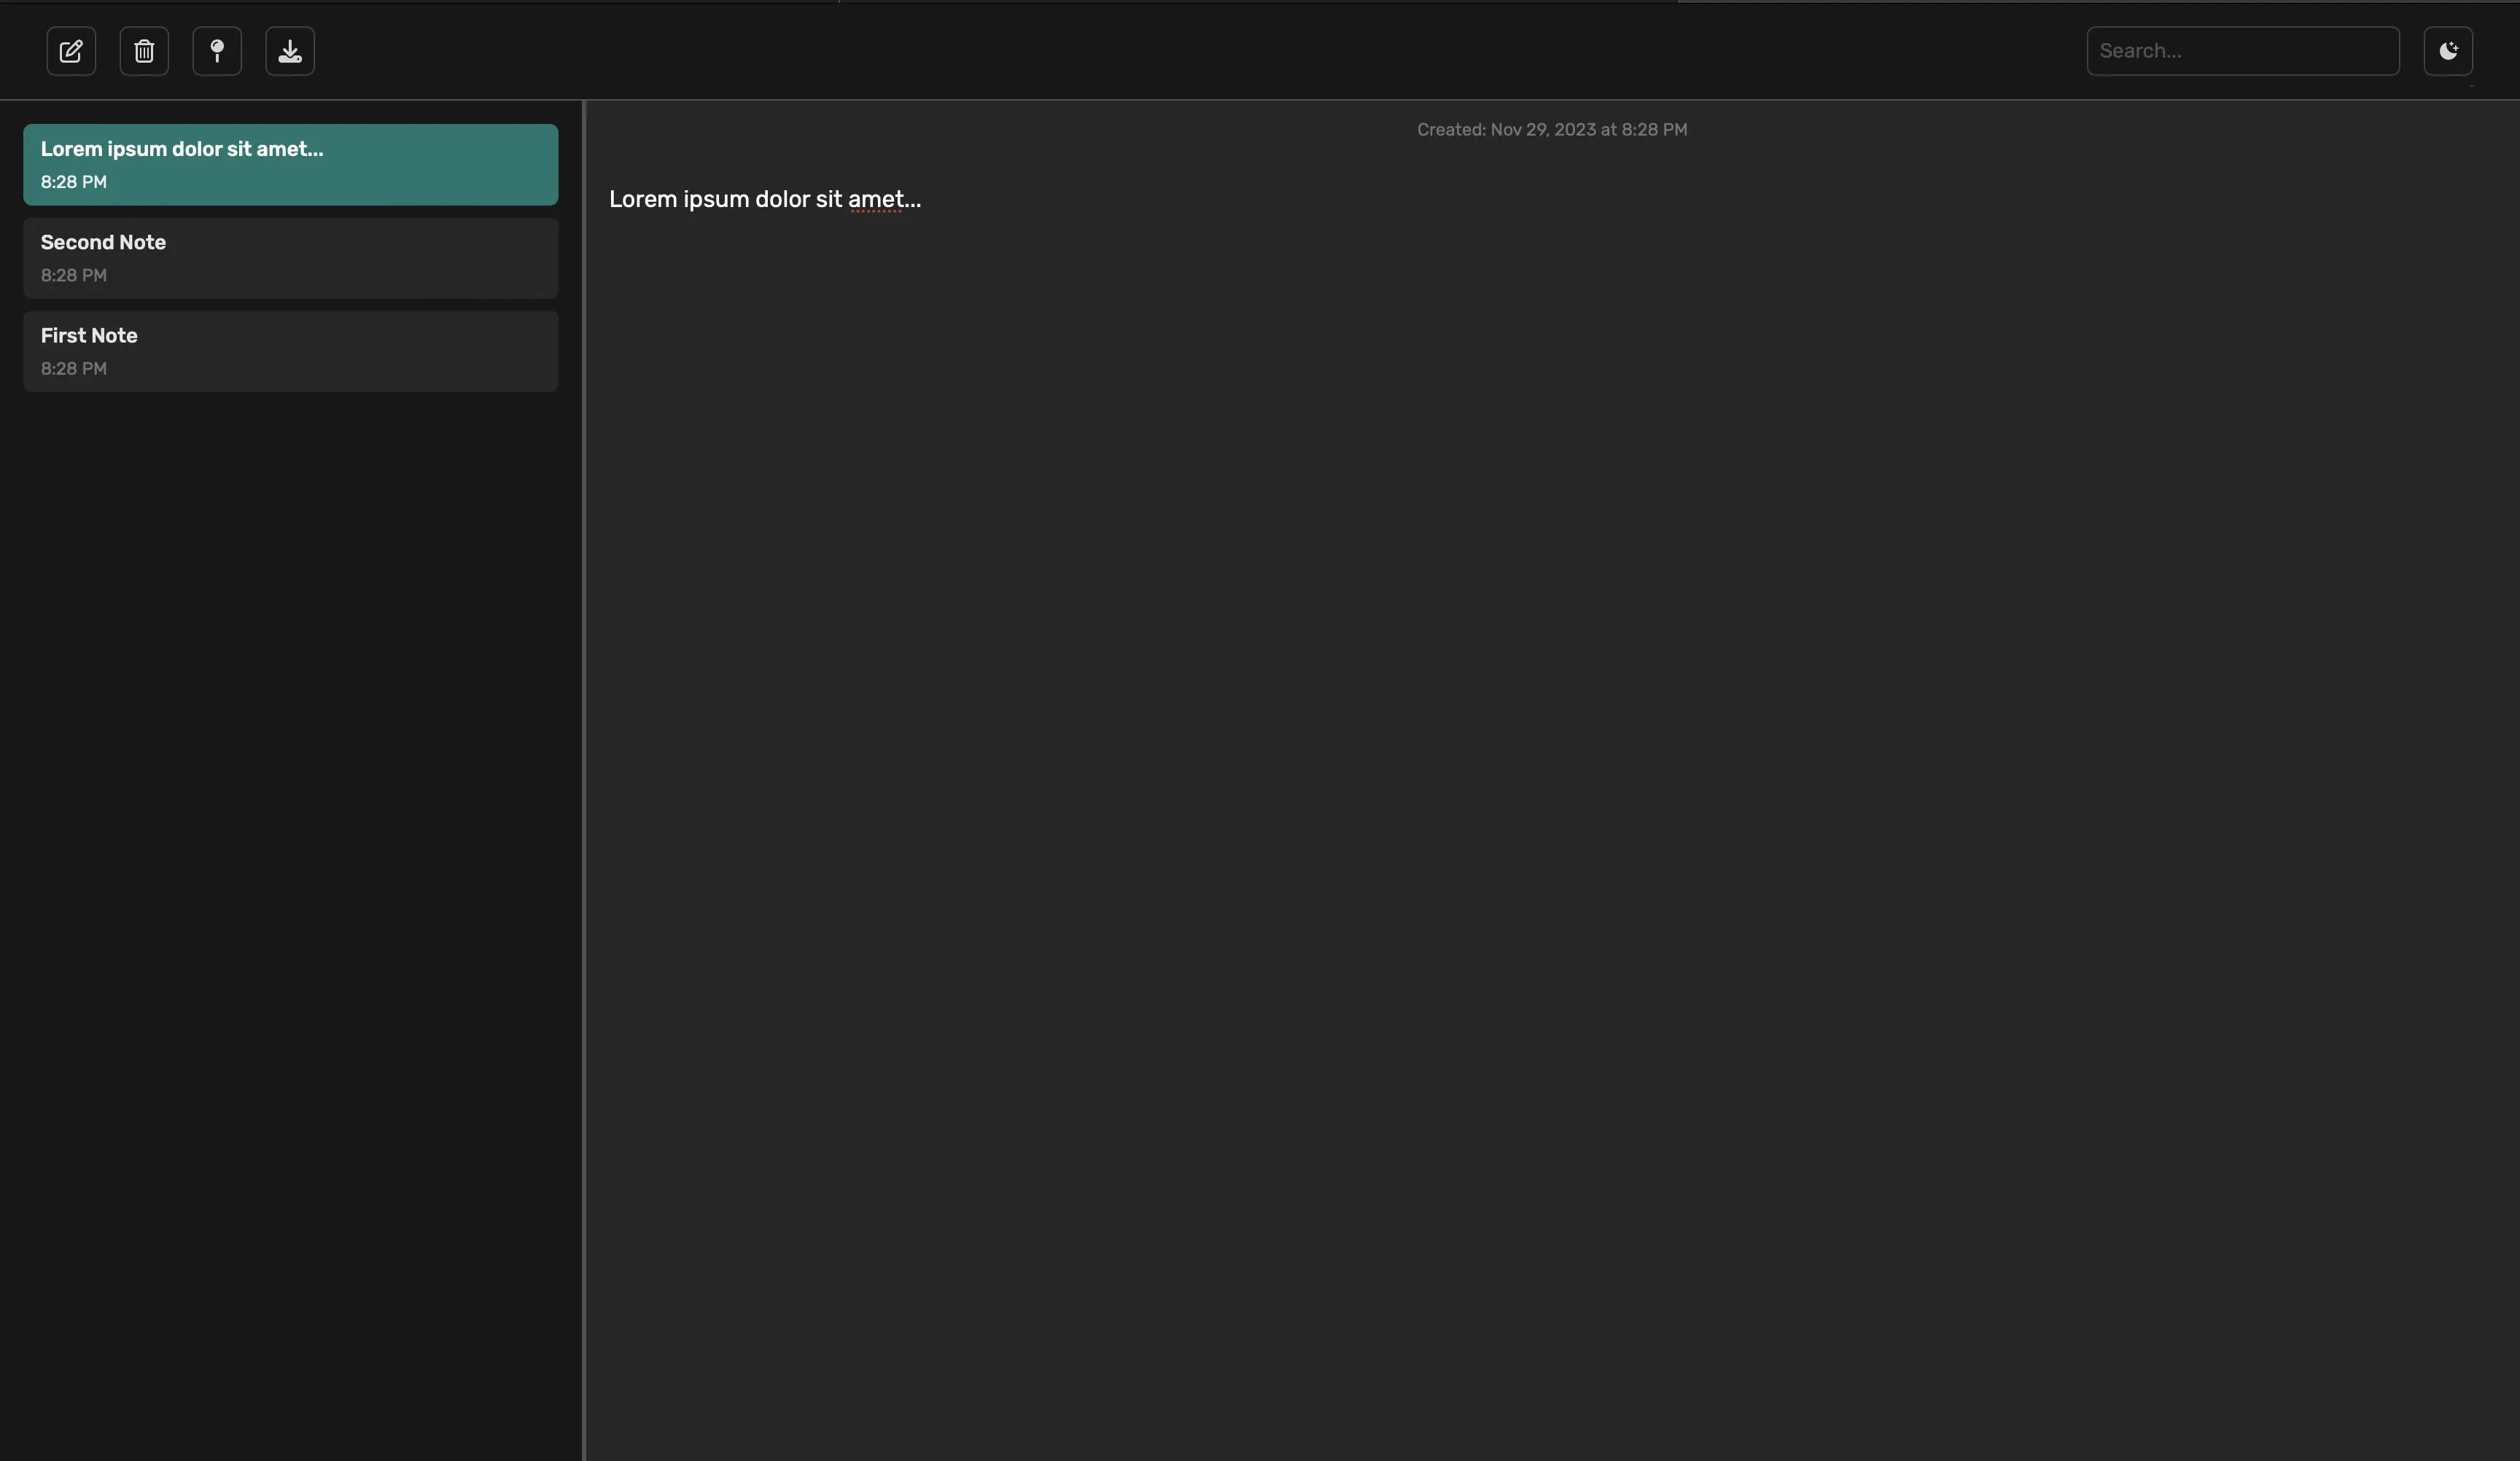 Search...
Lorem ipsum dolor sit amet...
8:28 PM
Second Note
8:28 PM
First Note
8:28 PM
Created: Nov 29, 2023 at 8:28 PM
Lorem ipsum dolor sit amet...